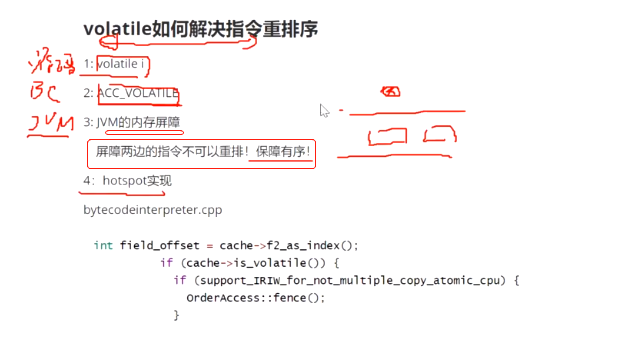 volatile如何解决指令重排序
源码 1: volatile i
BC 2: ACC_VOLATILE
JVM 3: JVM的内存屏障
屏障两边的指令不可以重排！保障有序！
4：hotspot实现
bytecodeinterpreter.cpp
int field_offset = cache->f2_as_index();
if (cache->is_volatile()) {
if (support_IRIW_for_not_multiple_copy_atomic_cpu) {
OrderAccess::fence();
}